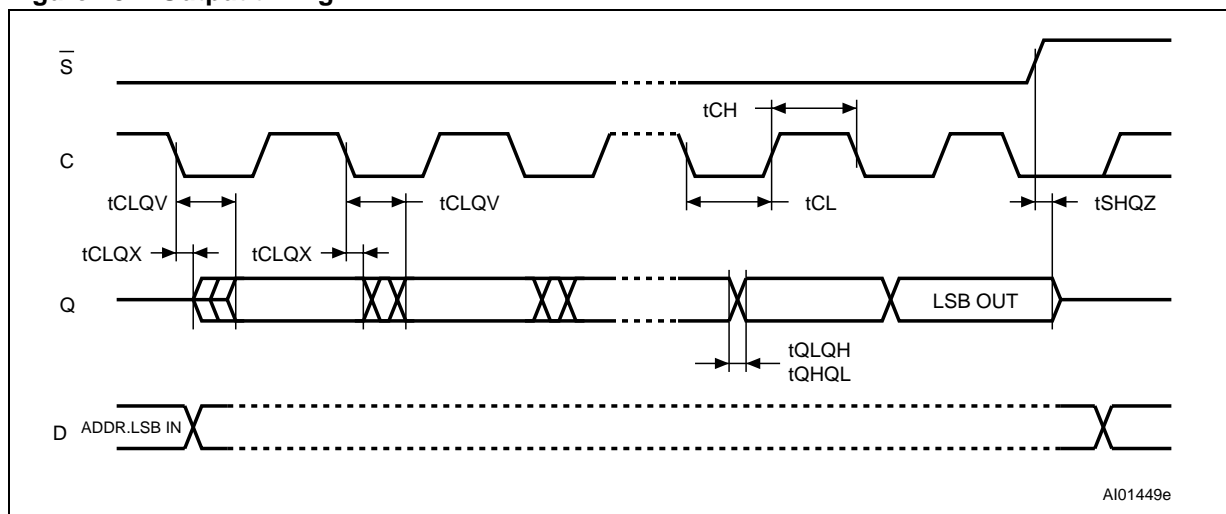 S
tCH
C
tCLQV
tCLQV
tCL
tSHQZ
tCLQX
tCLQX
Q
LSB OUT
tQLQH
tQHQL
D
ADDR.LSB IN
AI01449e